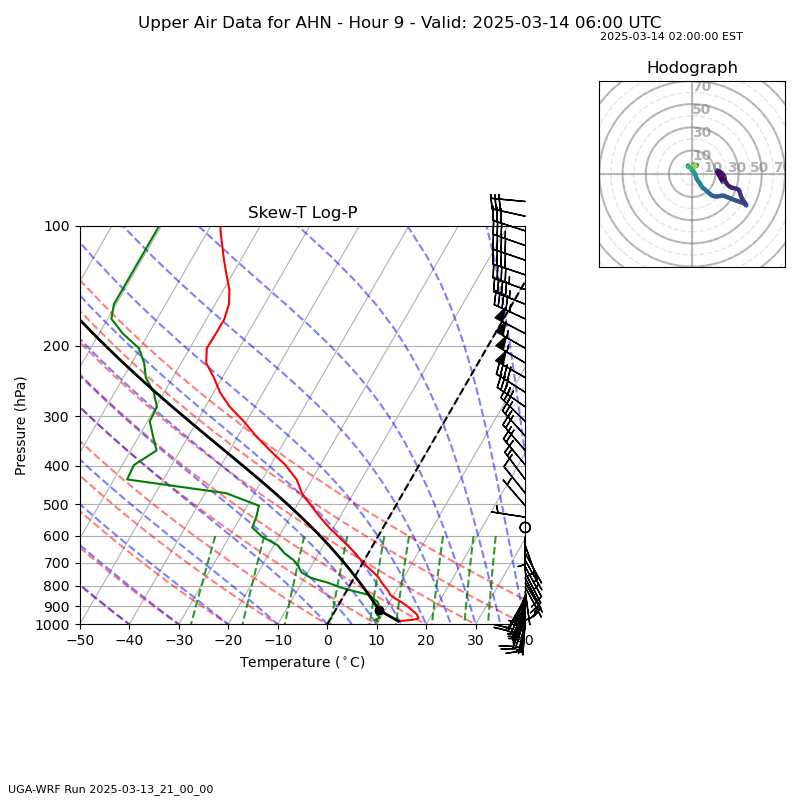 Upper Air Data for AHN - Hour 9 - Valid: 2025-03-14 06:00 UTC
2025-03-14 02:00:00 EST
Hodograph
70
50
30
10
10 30 50 70
Skew-T Log-P
100
200
300
400
500
600
700
800
900
1000
Pressure (hPa)
−50 −40 −30 −20 −10 0 10 20 30 40
Temperature (°C)
UGA-WRF Run 2025-03-13_21_00_00